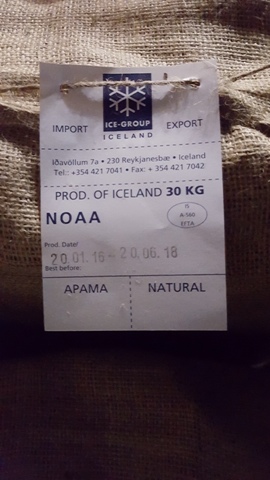 ICE-GROUP
IMPORT EXPORT
ICELAND
Iðavöllum 7a • 230 Reykjanesbæ • Iceland
Tel.: +354 421 7041 • Fax: + 354 421 7042
PROD. OF ICELAND 30 KG
NOAA
IS
A 566
EFTA
Prod. Date/
20.01.16 - 20.06.18
Best before:
APAMA NATURAL